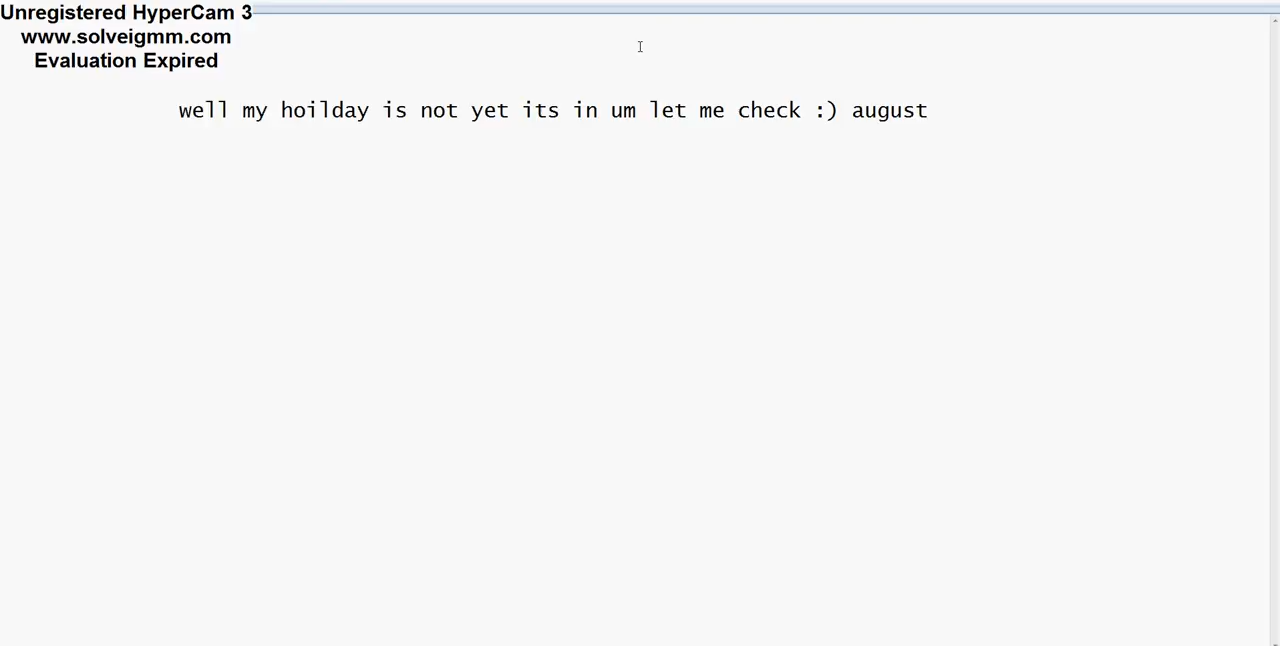 Unregistered HyperCam 3
www.solveigmm.com
Evaluation Expired
well my hoilday is not yet its in um let me check :) august